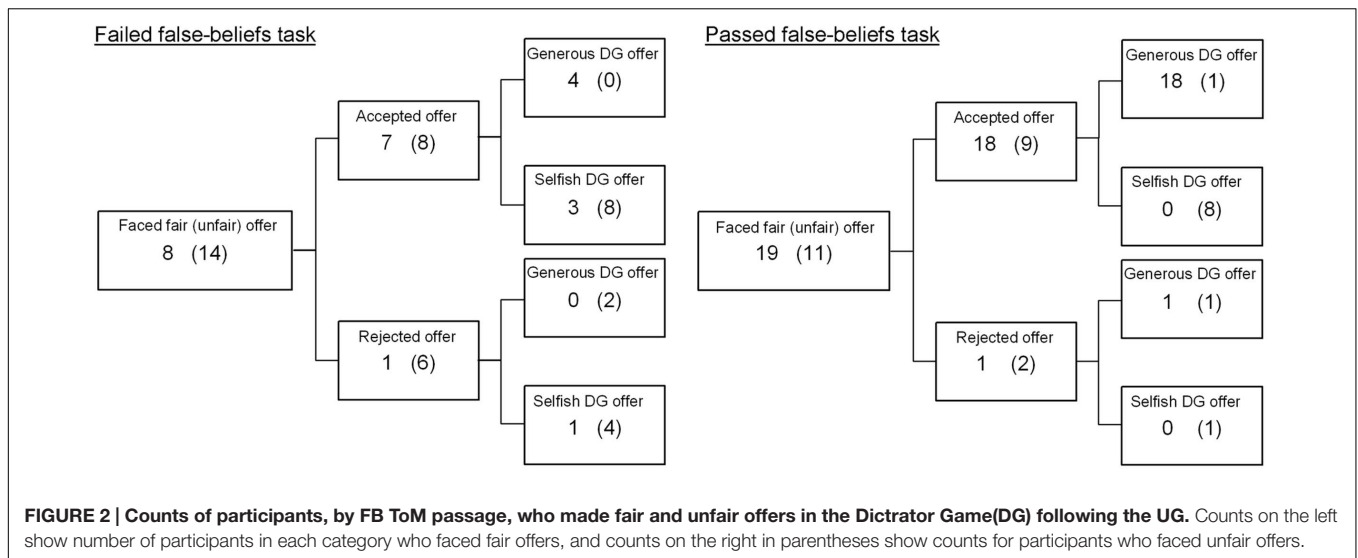 Failed false-beliefs task
Generous DG offer
4 (0)
Accepted offer
7 (8)
Selfish DG offer
3 (8)
Faced fair (unfair) offer
8 (14)
Generous DG offer
0 (2)
Rejected offer
1 (6)
Selfish DG offer
1 (4)
Passed false-beliefs task
Generous DG offer
18 (1)
Accepted offer
18 (9)
Selfish DG offer
0 (8)
Faced fair (unfair) offer
19 (11)
Generous DG offer
1 (1)
Rejected offer
1 (2)
Selfish DG offer
0 (1)
FIGURE 2 | Counts of participants, by FB ToM passage, who made fair and unfair offers in the Dictrator Game(DG) following the UG. Counts on the left
show number of participants in each category who faced fair offers, and counts on the right in parentheses show counts for participants who faced unfair offers.